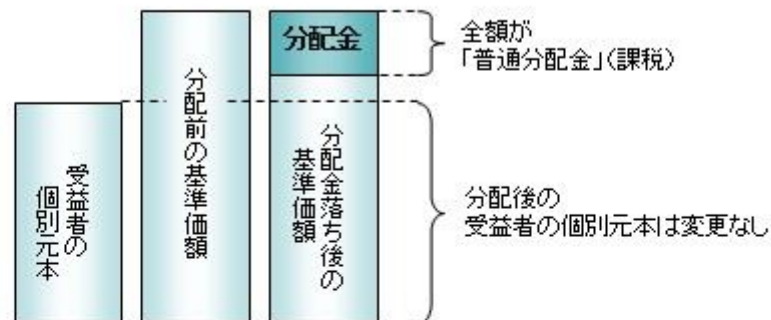 受益者の
個別元本
分配前の基準価額
分配金
分配金落ち後の
基準価額
全額が
「普通分配金」(課税)
分配後の
受益者の個別元本は変更なし